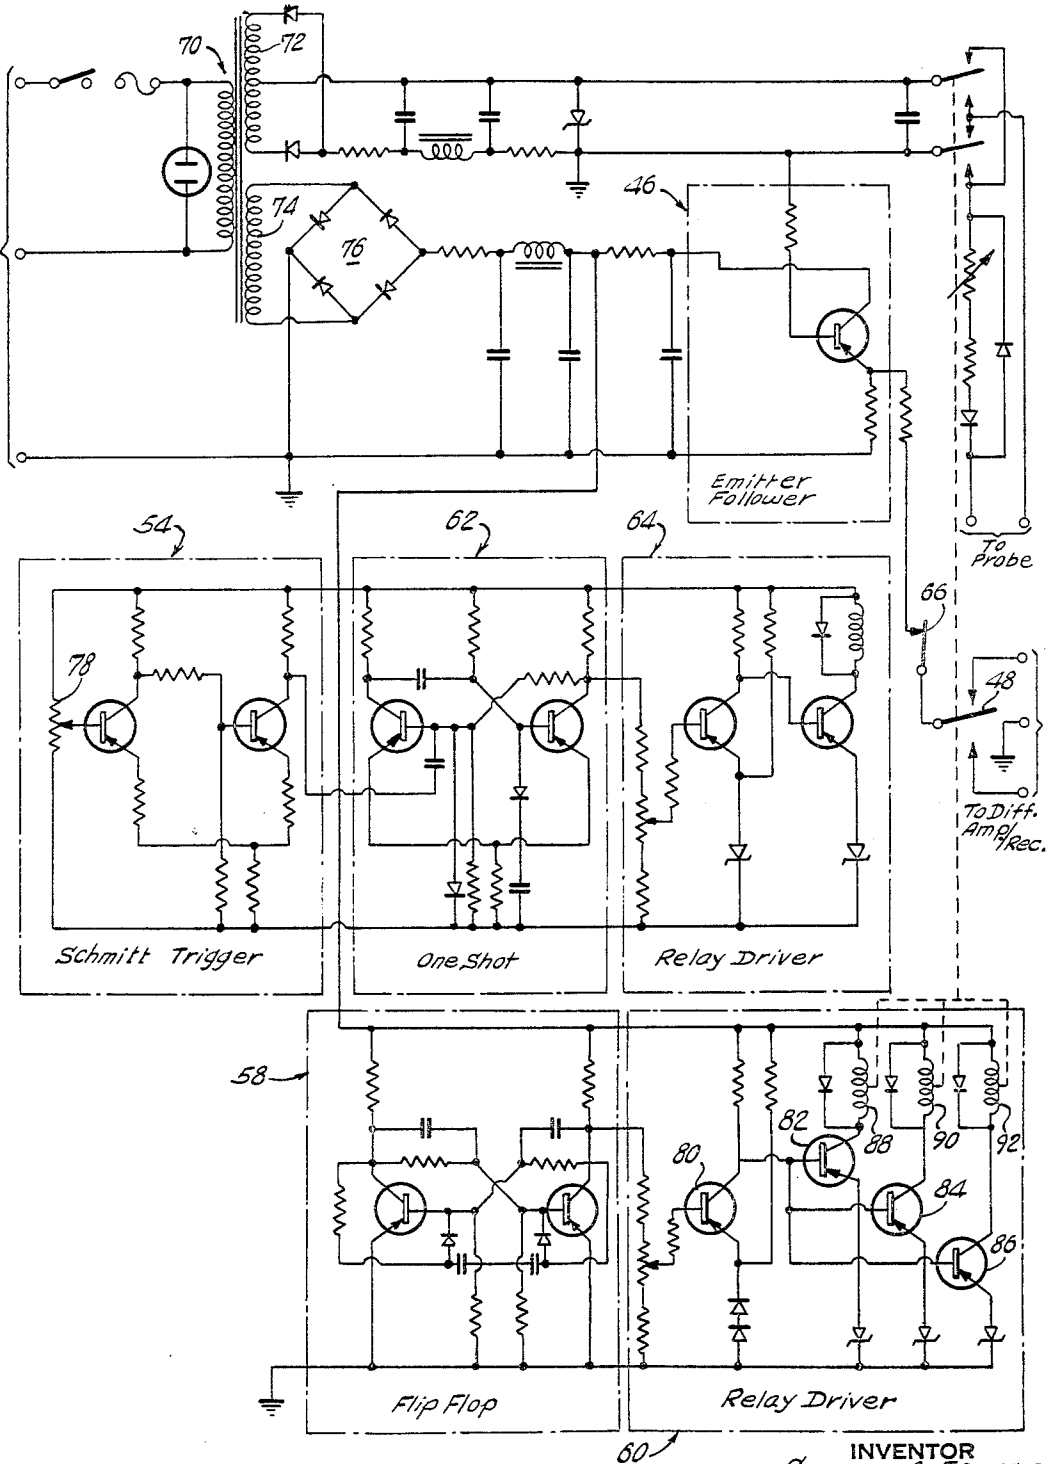 70
72
74
76
46
Emitter
Follower
To
Probe
54
62
64
66
78
48
To Diff.
Amp/
Rec.
Schmitt Trigger
One Shot
Relay Driver
58
80
82
88
90
92
84
86
Flip Flop
Relay Driver
60
INVENTOR